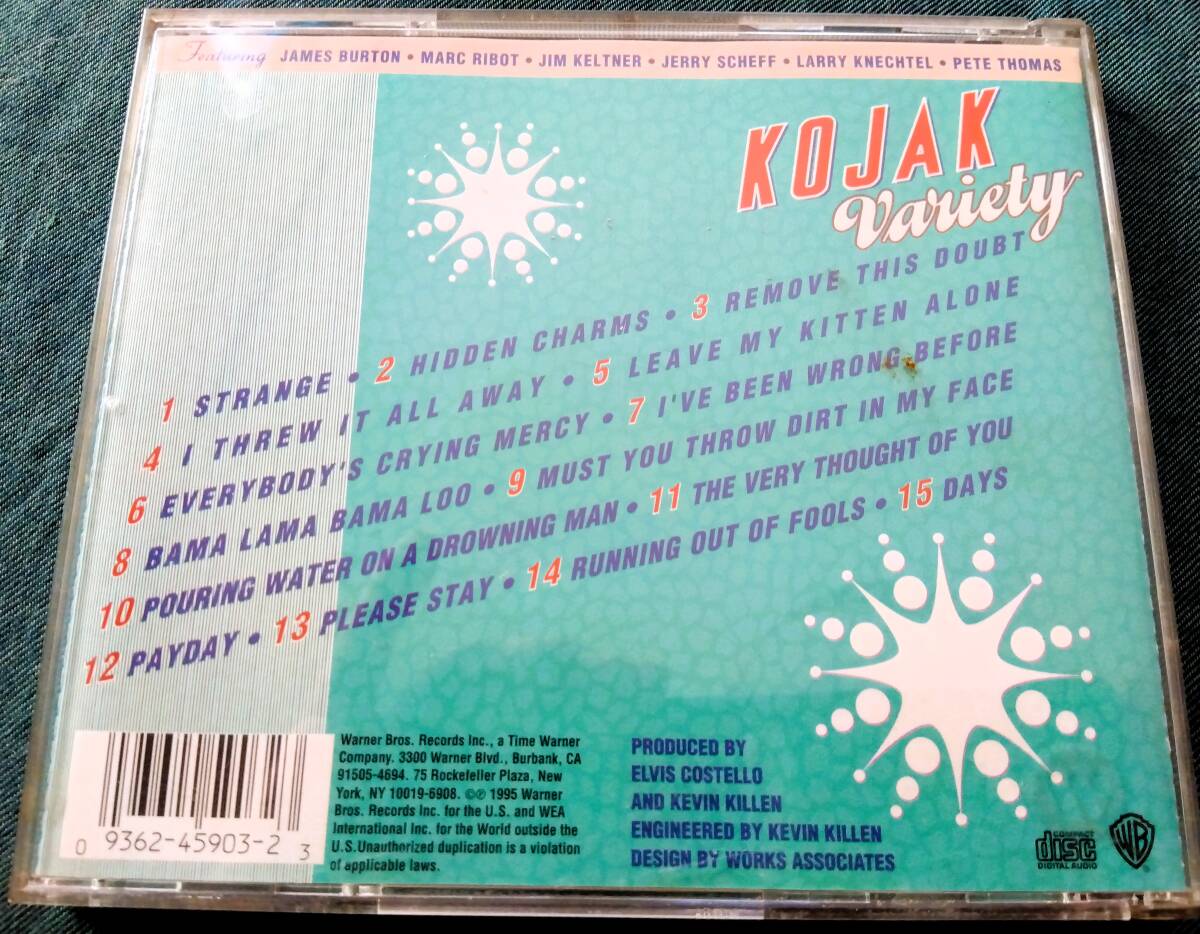 Featuring JAMES BURTON • MARC RIBOT • JIM KELTNER • JERRY SCHEFF • LARRY KNECHTEL • PETE THOMAS
KOJAK
Variety
1 STRANGE • 2 HIDDEN CHARMS • 3 REMOVE THIS DOUBT
4 I THREW IT ALL AWAY • 5 LEAVE MY KITTEN ALONE
6 EVERYBODY'S CRYING MERCY • 7 I'VE BEEN WRONG BEFORE
8 BAMA LAMA BAMA LOO • 9 MUST YOU THROW DIRT IN MY FACE
10 POURING WATER ON A DROWNING MAN • 11 THE VERY THOUGHT OF YOU
12 PAYDAY • 13 PLEASE STAY • 14 RUNNING OUT OF FOOLS • 15 DAYS
0 9362-45903-2 3
Warner Bros. Records Inc., a Time Warner
Company. 3300 Warner Blvd., Burbank, CA
91505-4694. 75 Rockefeller Plaza, New
York, NY 10019-6908. ©℗ 1995 Warner
Bros. Records Inc. for the U.S. and WEA
International Inc. for the World outside the
U.S. Unauthorized duplication is a violation
of applicable laws.
PRODUCED BY
ELVIS COSTELLO
AND KEVIN KILLEN
ENGINEERED BY KEVIN KILLEN
DESIGN BY WORKS ASSOCIATES
COMPACT
disc
DIGITAL AUDIO
WB